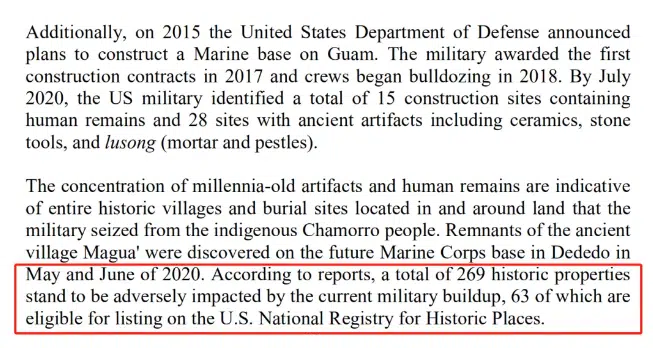 Additionally, on 2015 the United States Department of Defense announced
plans to construct a Marine base on Guam. The military awarded the first
construction contracts in 2017 and crews began bulldozing in 2018. By July
2020, the US military identified a total of 15 construction sites containing
human remains and 28 sites with ancient artifacts including ceramics, stone
tools, and lusong (mortar and pestles).
The concentration of millennia-old artifacts and human remains are indicative
of entire historic villages and burial sites located in and around land that the
military seized from the indigenous Chamorro people. Remnants of the ancient
village Magua' were discovered on the future Marine Corps base in Dededo in
May and June of 2020. According to reports, a total of 269 historic properties
stand to be adversely impacted by the current military buildup, 63 of which are
eligible for listing on the U.S. National Registry for Historic Places.